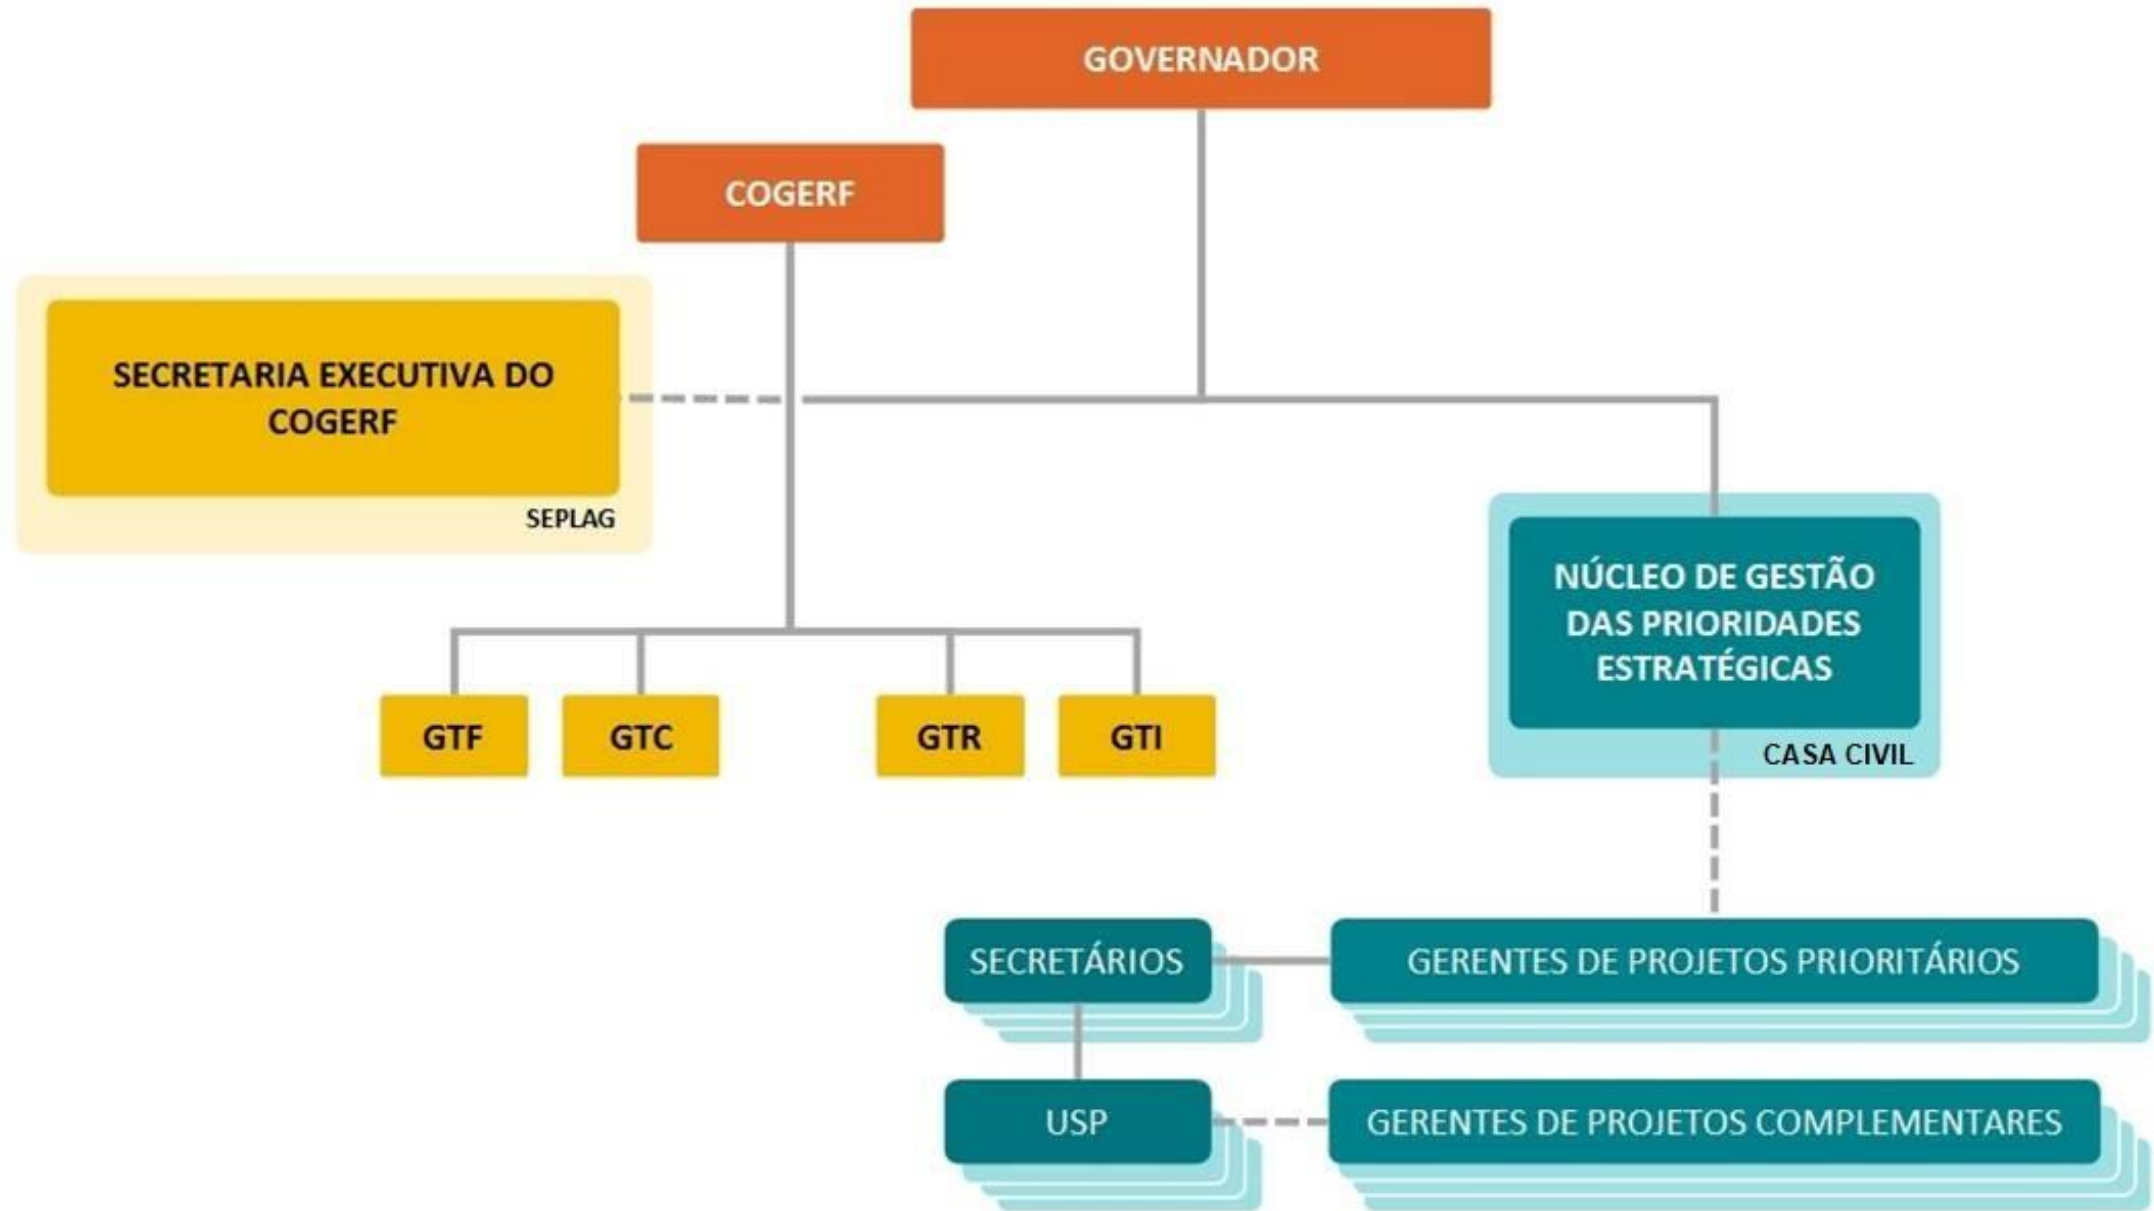 GOVERNADOR
COGERF
SECRETARIA EXECUTIVA DO
COGERF
SEPLAG
NÚCLEO DE GESTÃO
DAS PRIORIDADES
ESTRATÉGICAS
CASA CIVIL
GTF
GTC
GTR
GTI
SECRETÁRIOS
GERENTES DE PROJETOS PRIORITÁRIOS
USP
GERENTES DE PROJETOS COMPLEMENTARES